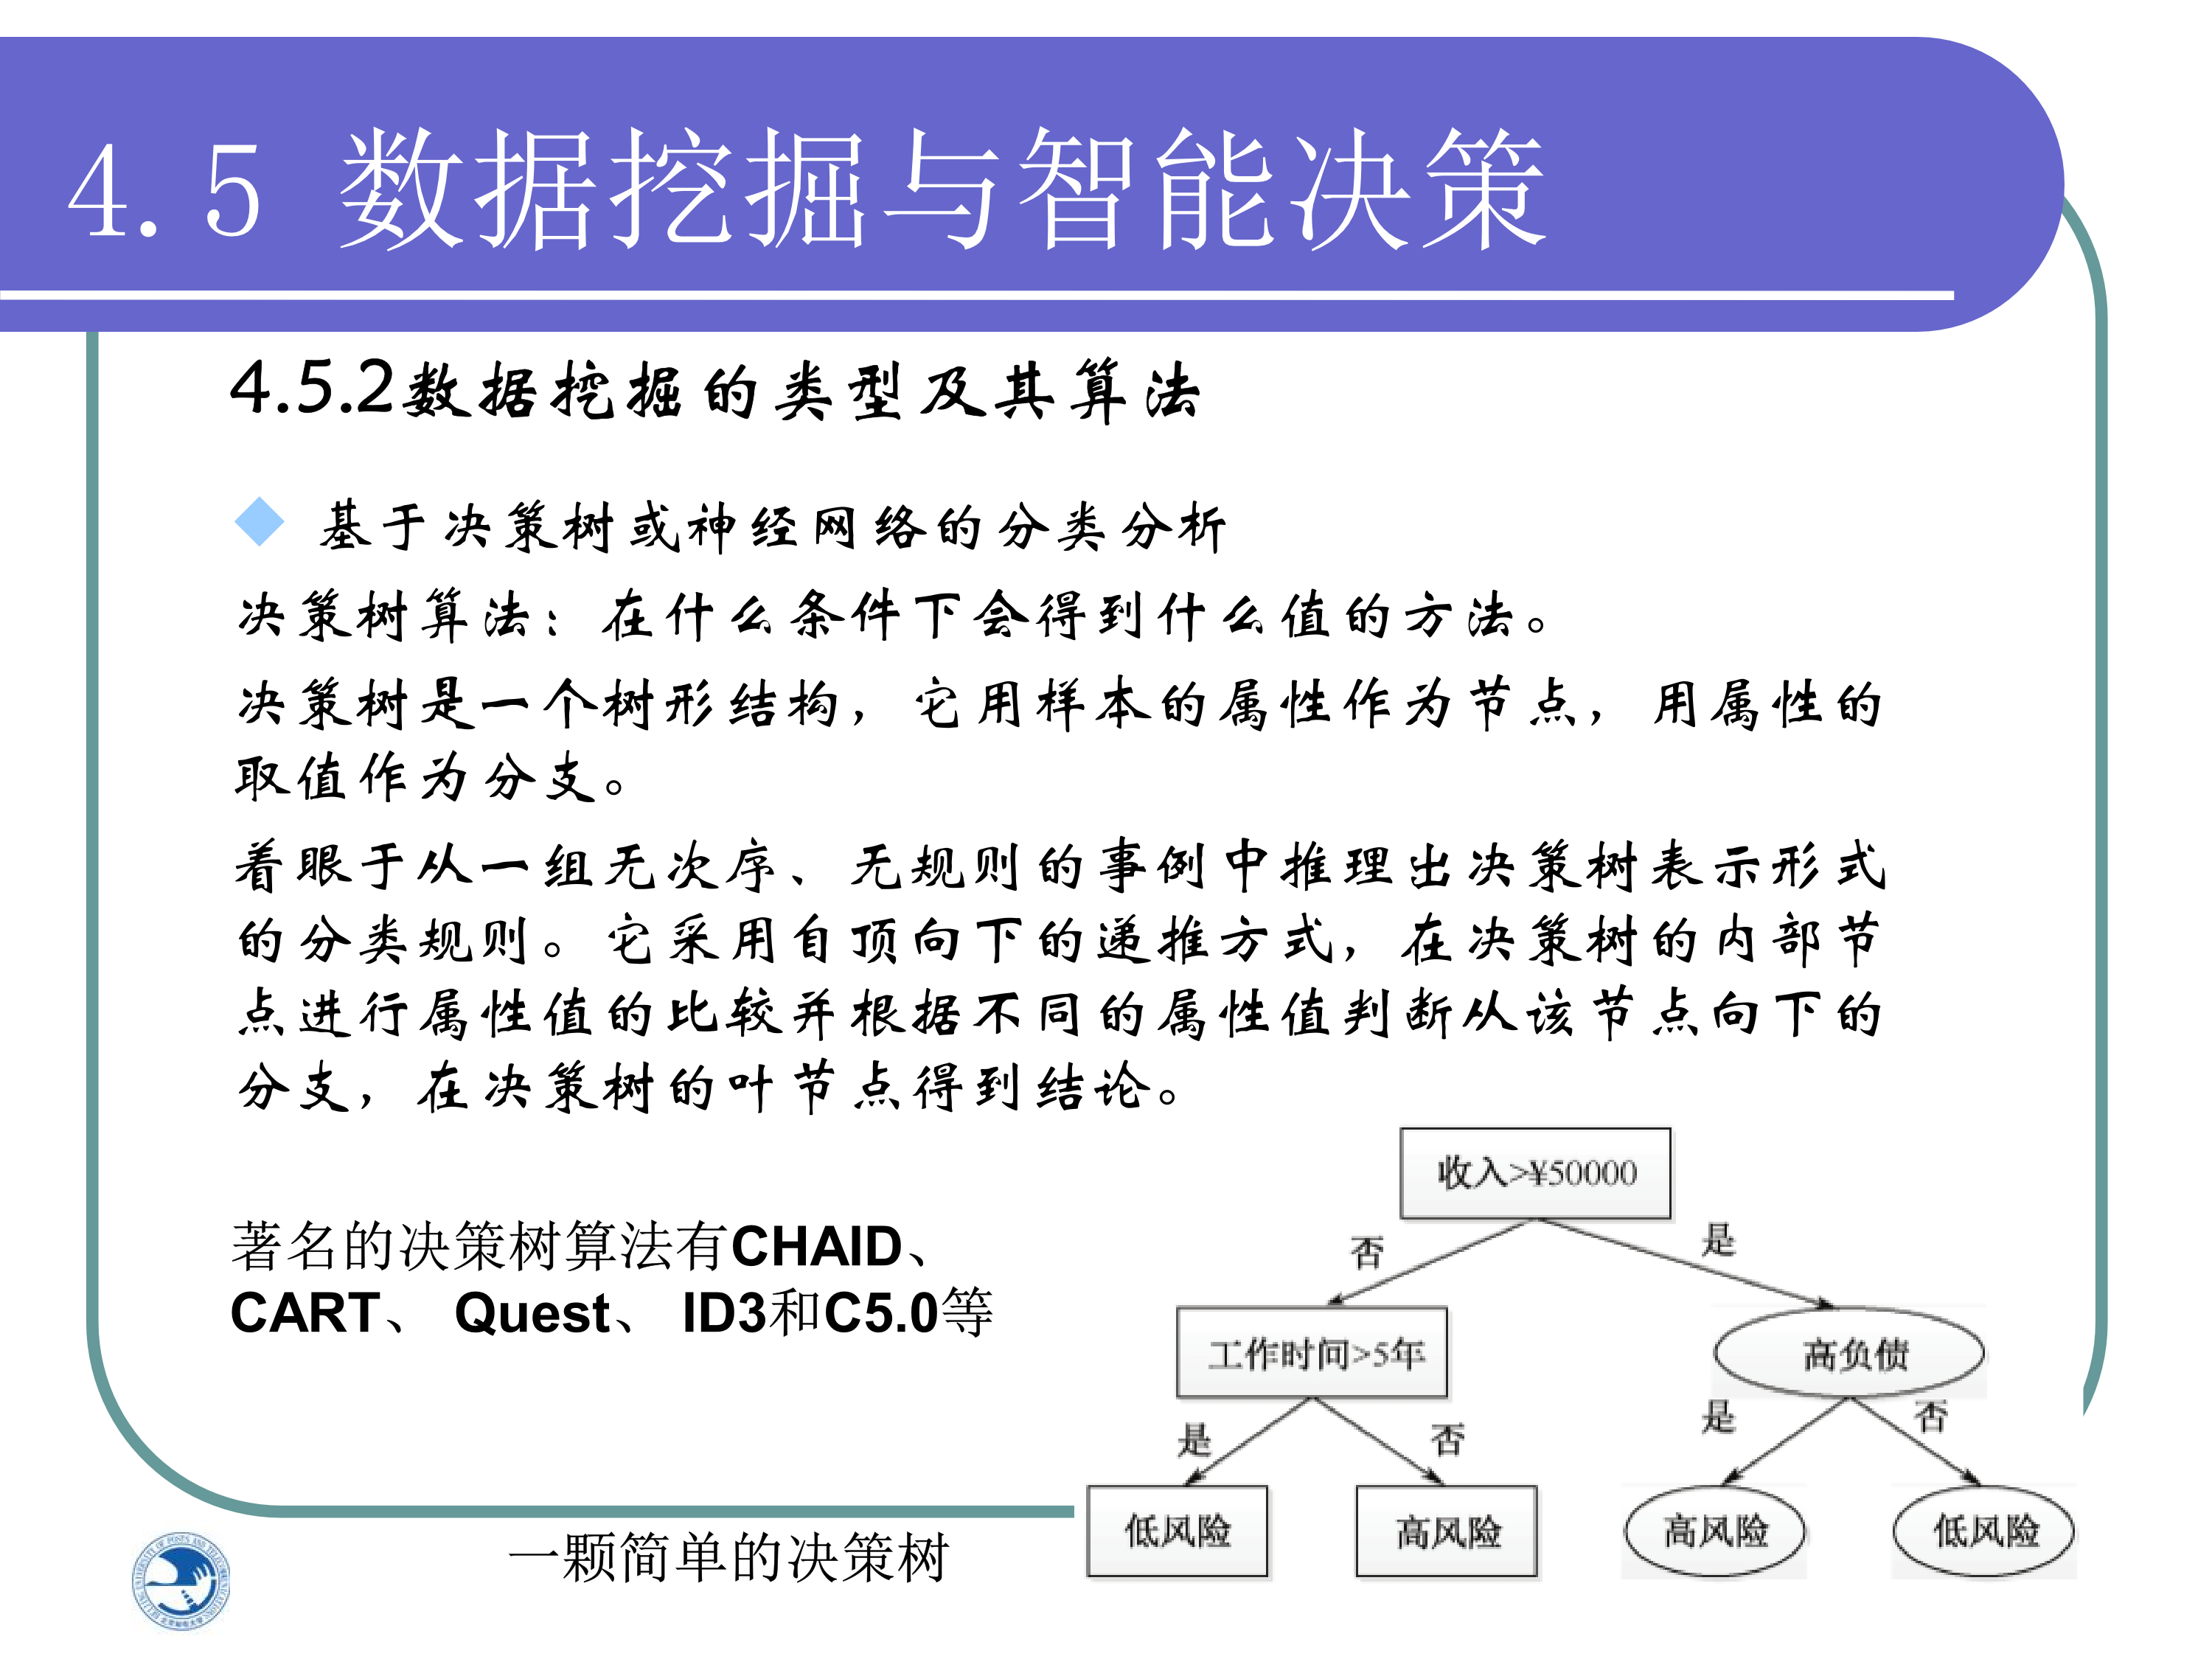 4.5 数据挖掘与智能决策
4.5.2数据挖掘的类型及其算法
基于决策树或神经网络的分类分析
决策树算法：在什么条件下会得到什么值的方法。
决策树是一个树形结构，它用样本的属性作为节点，用属性的
取值作为分支。
着眼于从一组无次序、无规则的事例中推理出决策树表示形式
的分类规则。它采用自顶向下的递推方式，在决策树的内部节
点进行属性值的比较并根据不同的属性值判断从该节点向下的
分支，在决策树的叶节点得到结论。
著名的决策树算法有CHAID、
CART、 Quest、 ID3和C5.0等
收入>¥50000
否
是
工作时间>5年
高负债
是
否
是
否
低风险
高风险
高风险
低风险
一颗简单的决策树